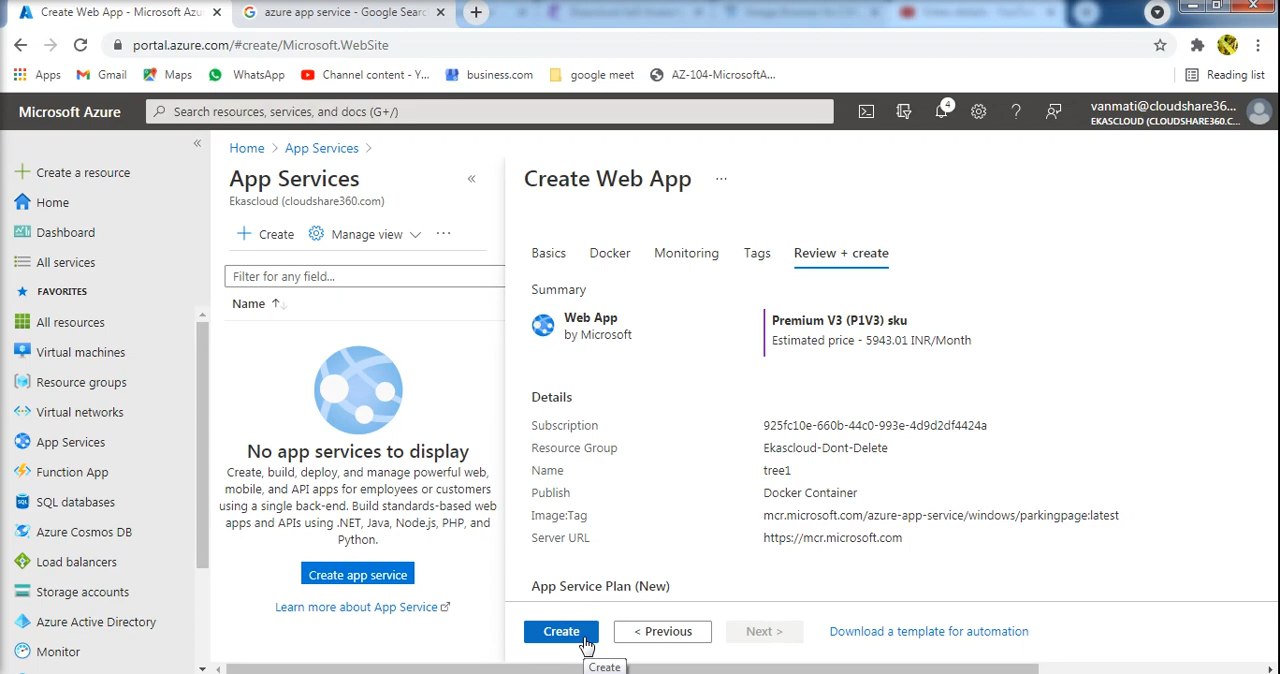 Create Web App - Microsoft Azu
azure app service - Google Searc
portal.azure.com/#create/Microsoft.WebSite
Apps
Gmail
Maps
WhatsApp
Channel content - Y...
business.com
google meet
AZ-104-MicrosoftA...
Reading list
Microsoft Azure
Search resources, services, and docs (G+/)
4
vanmati@cloudshare36...
EKASCLOUD (CLOUDSHARE360.C...
Create a resource
Home
Dashboard
All services
FAVORITES
All resources
Virtual machines
Resource groups
Virtual networks
App Services
Function App
SQL databases
Azure Cosmos DB
Load balancers
Storage accounts
Azure Active Directory
Monitor
Home > App Services >
App Services
Ekascloud (cloudshare360.com)
Create
Manage view
Filter for any field...
Name
No app services to display
Create, build, deploy, and manage powerful web,
mobile, and API apps for employees or customers
using a single back-end. Build standards-based web
apps and APIs using .NET, Java, Node.js, PHP, and
Python.
Create app service
Learn more about App Service
Create Web App
Basics
Docker
Monitoring
Tags
Review + create
Summary
Web App
by Microsoft
Premium V3 (P1V3) sku
Estimated price - 5943.01 INR/Month
Details
Subscription 925fc10e-660b-44c0-993e-4d9d2df4424a
Resource Group Ekascloud-Dont-Delete
Name tree1
Publish Docker Container
Image:Tag mcr.microsoft.com/azure-app-service/windows/parkingpage:latest
Server URL https://mcr.microsoft.com
App Service Plan (New)
Create
< Previous
Next >
Download a template for automation
Create